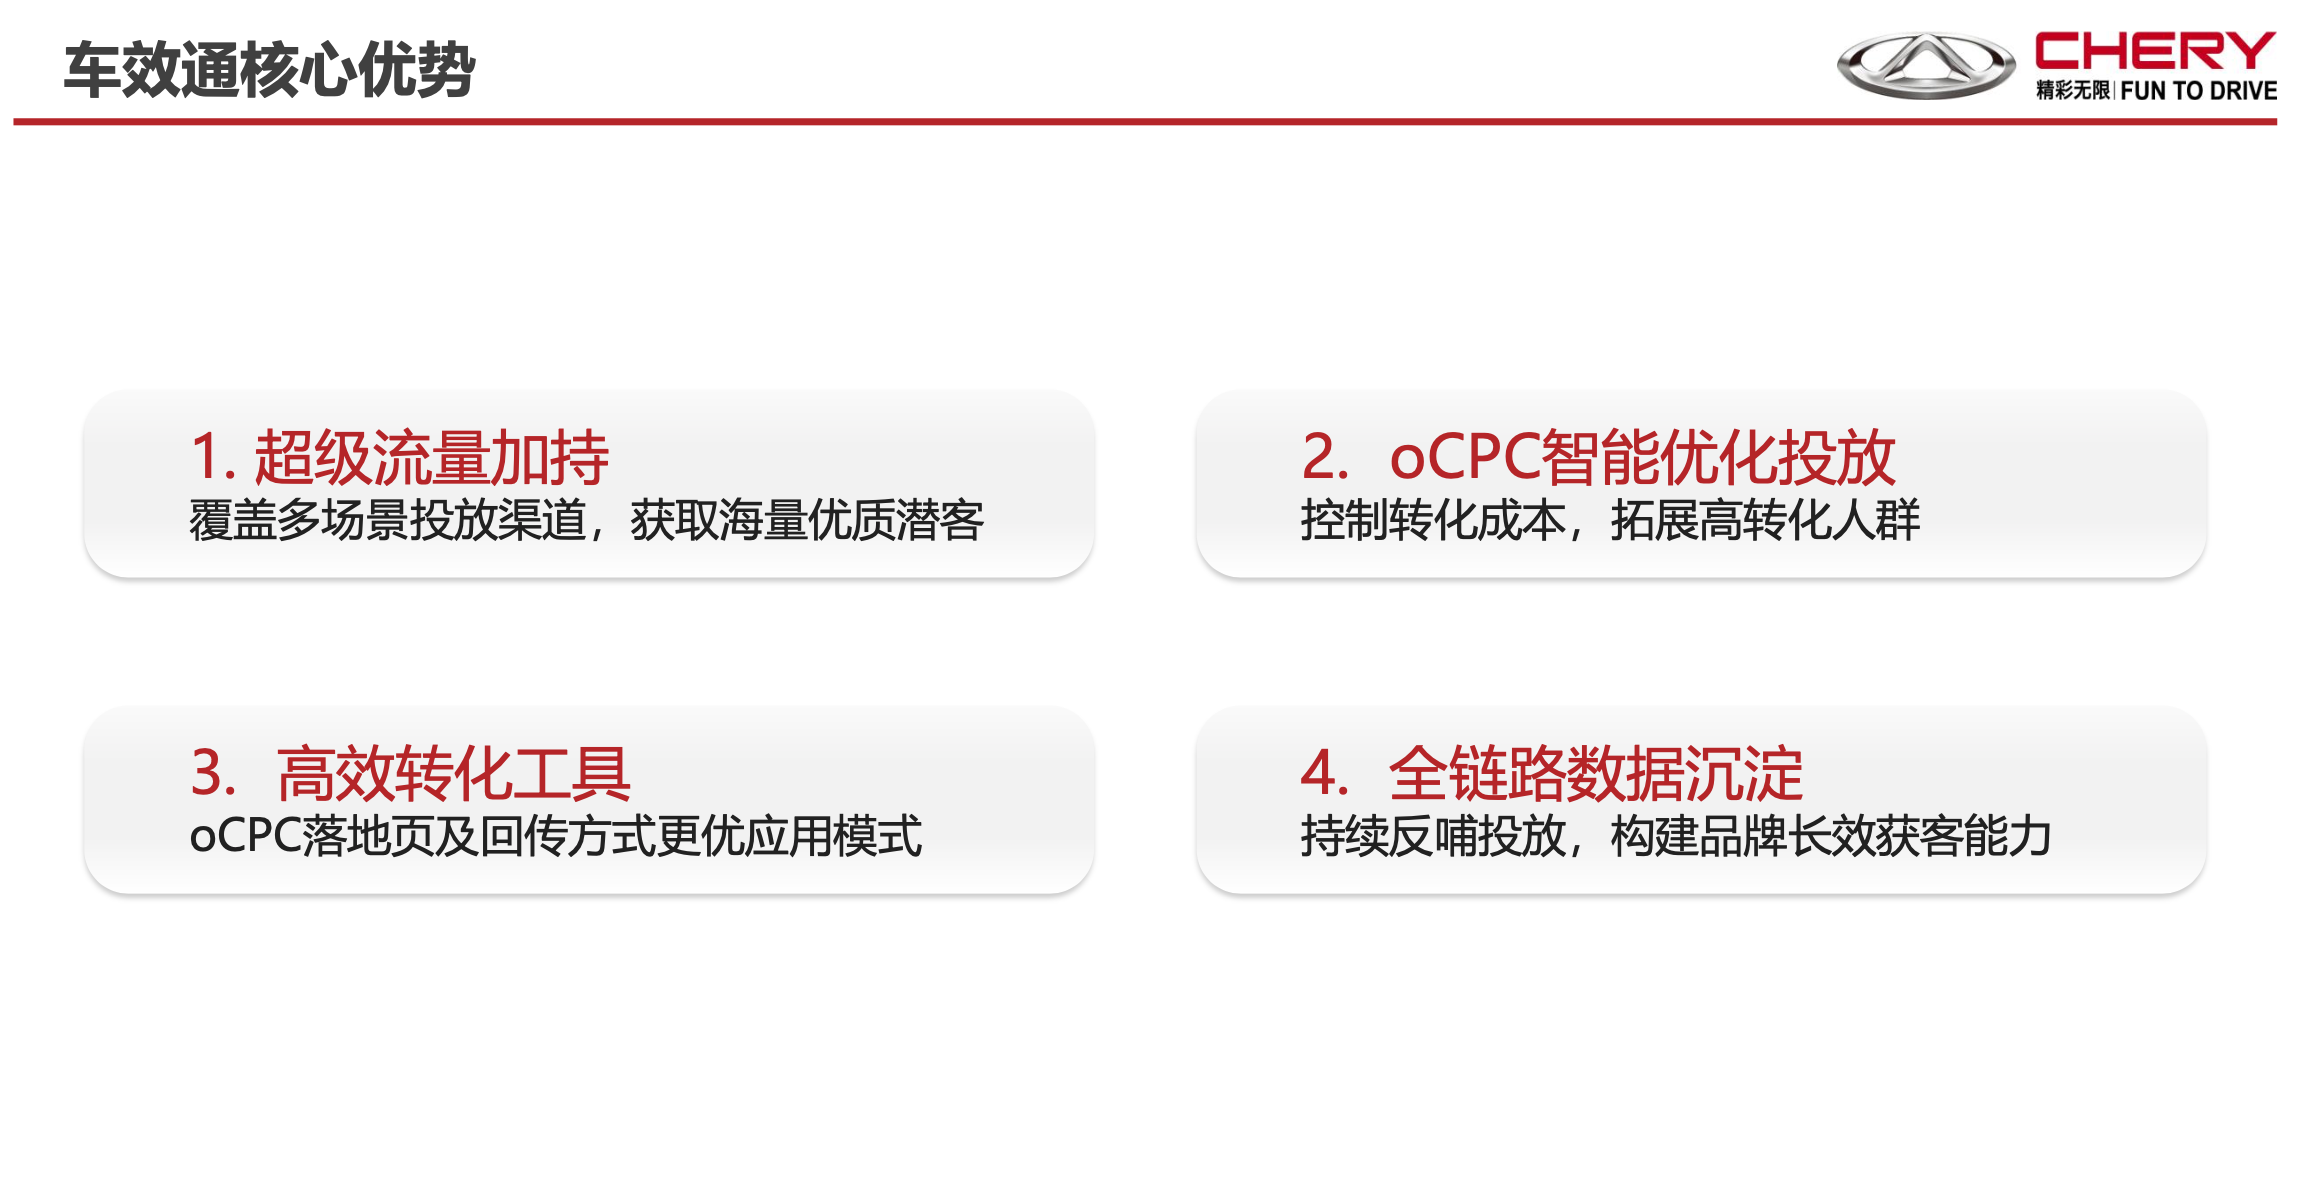 车效通核心优势
CHERY
精彩无限|FUN TO DRIVE
1. 超级流量加持
覆盖多场景投放渠道，获取海量优质潜客
2. oCPC智能优化投放
控制转化成本，拓展高转化人群
3. 高效转化工具
oCPC落地页及回传方式更优应用模式
4. 全链路数据沉淀
持续反哺投放，构建品牌长效获客能力